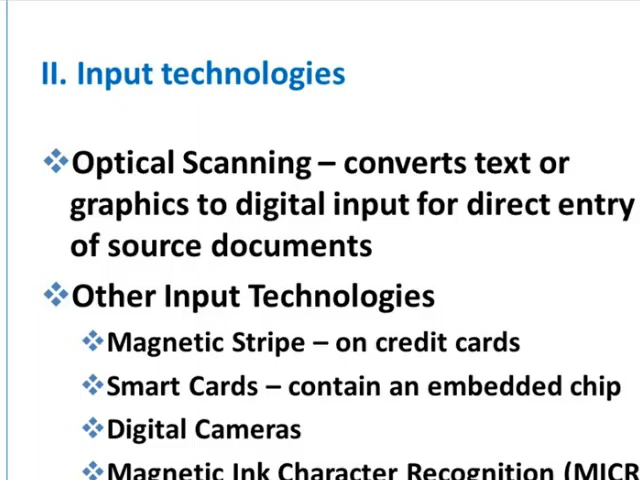 II. Input technologies
Optical Scanning – converts text or
graphics to digital input for direct entry
of source documents
Other Input Technologies
Magnetic Stripe – on credit cards
Smart Cards – contain an embedded chip
Digital Cameras
Magnetic Ink Character Recognition (MICR